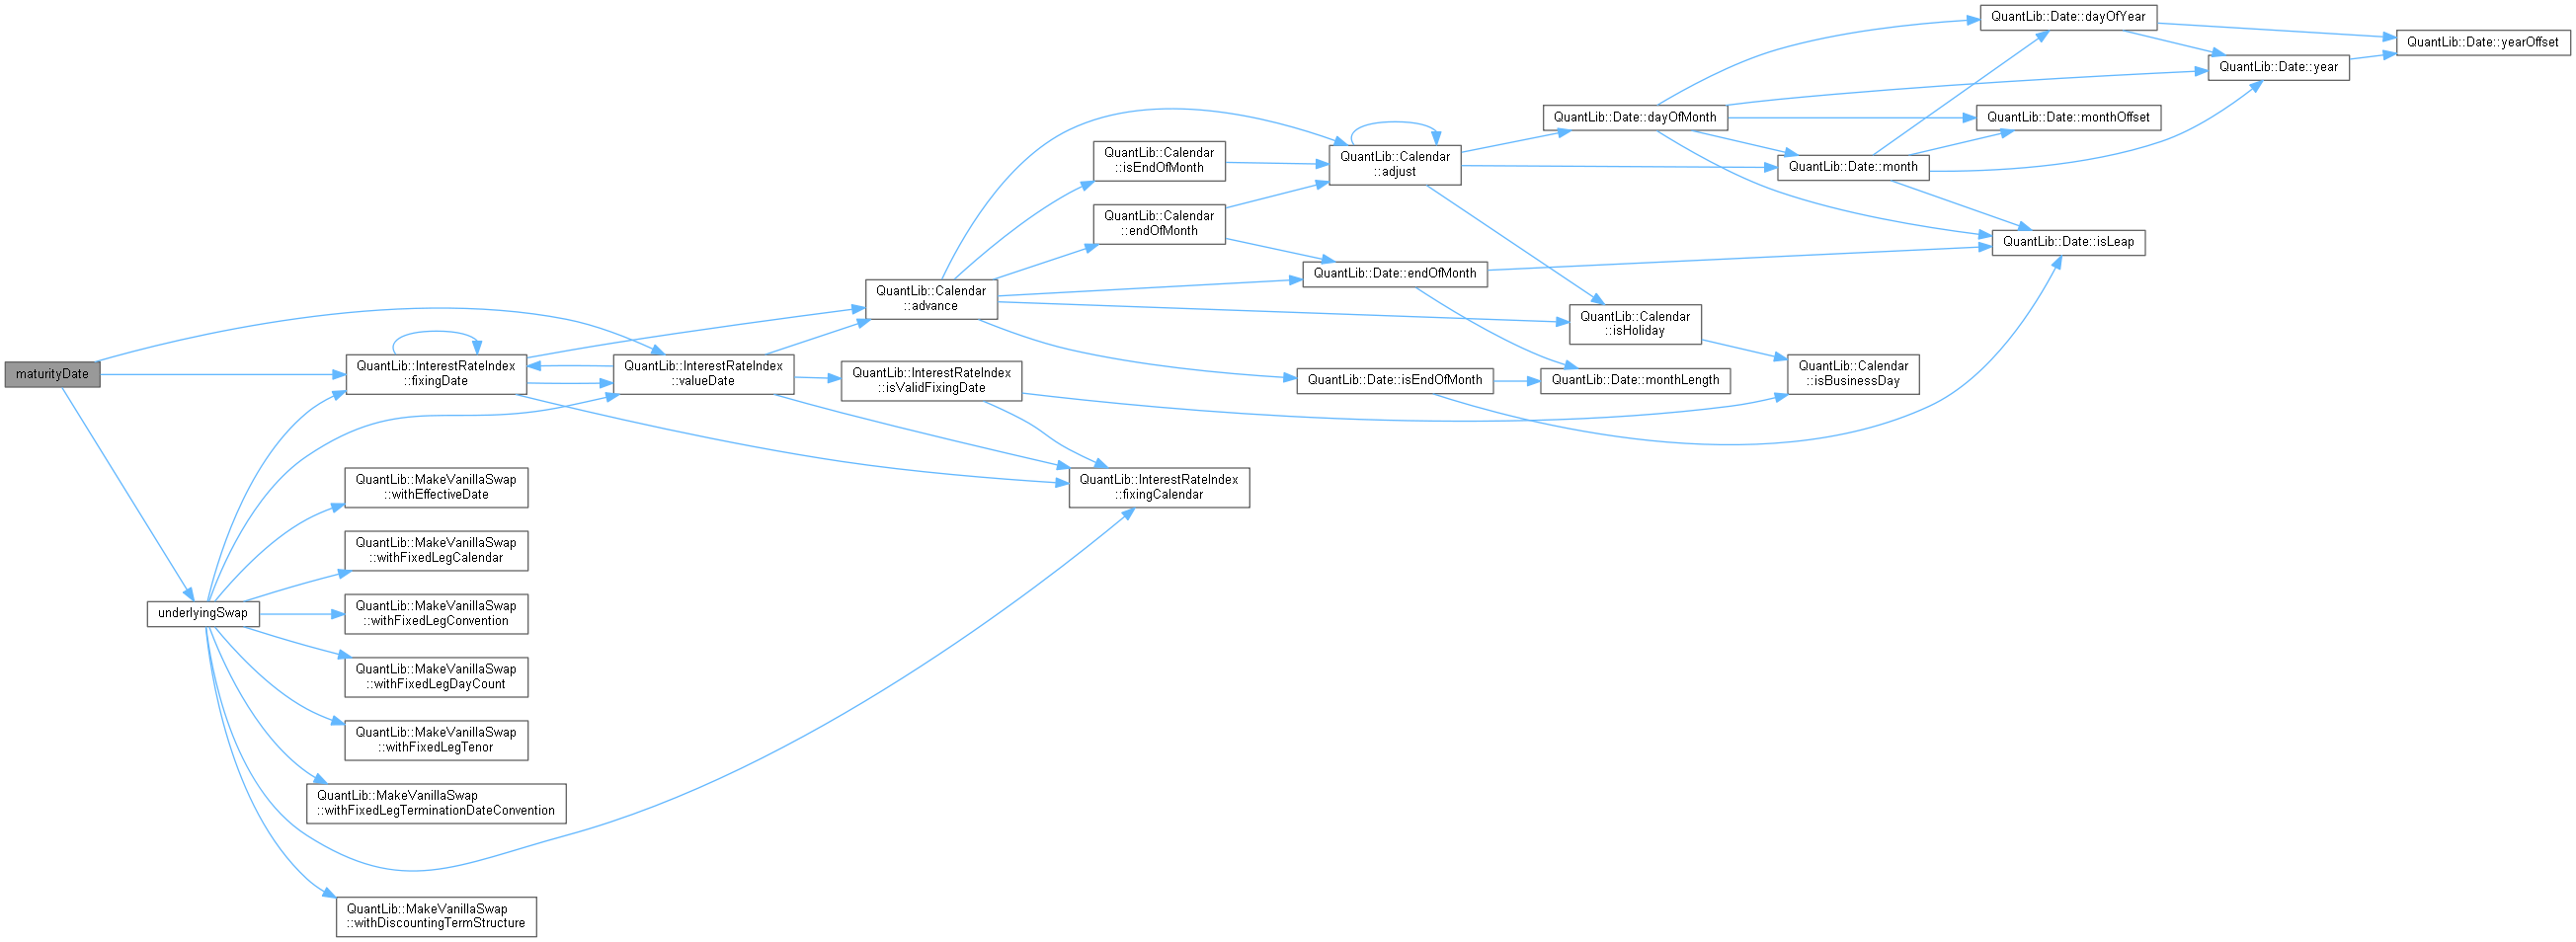 maturityDate
QuantLib::InterestRateIndex
::fixingDate
QuantLib::InterestRateIndex
::valueDate
QuantLib::Calendar
::advance
QuantLib::Calendar
::isEndOfMonth
QuantLib::Calendar
::endOfMonth
QuantLib::Calendar
::adjust
QuantLib::Date::dayOfMonth
QuantLib::Date::dayOfYear
QuantLib::Date::yearOffset
QuantLib::Date::year
QuantLib::Date::monthOffset
QuantLib::Date::month
QuantLib::Date::isLeap
QuantLib::Date::endOfMonth
QuantLib::Calendar
::isHoliday
QuantLib::Calendar
::isBusinessDay
QuantLib::Date::isEndOfMonth
QuantLib::Date::monthLength
QuantLib::InterestRateIndex
::isValidFixingDate
QuantLib::InterestRateIndex
::fixingCalendar
underlyingSwap
QuantLib::MakeVanillaSwap
::withEffectiveDate
QuantLib::MakeVanillaSwap
::withFixedLegCalendar
QuantLib::MakeVanillaSwap
::withFixedLegConvention
QuantLib::MakeVanillaSwap
::withFixedLegDayCount
QuantLib::MakeVanillaSwap
::withFixedLegTenor
QuantLib::MakeVanillaSwap
::withFixedLegTerminationDateConvention
QuantLib::MakeVanillaSwap
::withDiscountingTermStructure